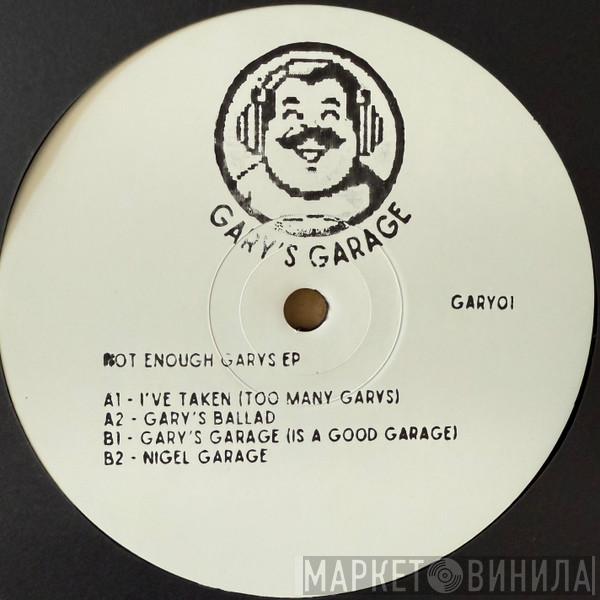 GARY'S GARAGE
GARY01
NOT ENOUGH GARYS EP
A1 - I'VE TAKEN (TOO MANY GARYS)
A2 - GARY'S BALLAD
B1 - GARY'S GARAGE (IS A GOOD GARAGE)
B2 - NIGEL GARAGE
МАРКЕТ ВИНИЛА